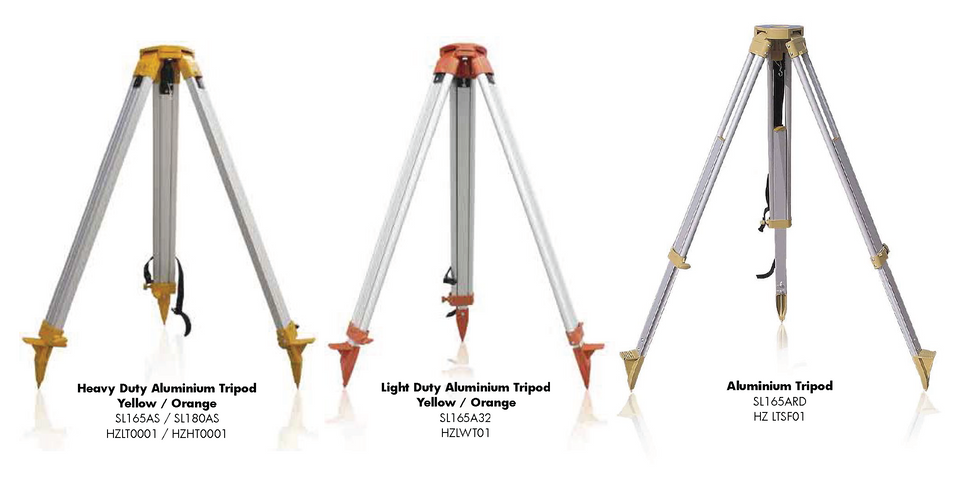 Heavy Duty Aluminium Tripod
Yellow / Orange
SL165AS / SL180AS
HZLT0001 / HZHT0001
Light Duty Aluminium Tripod
Yellow / Orange
SL165A32
HZLWT01
Aluminium Tripod
SL165ARD
HZ LTSF01